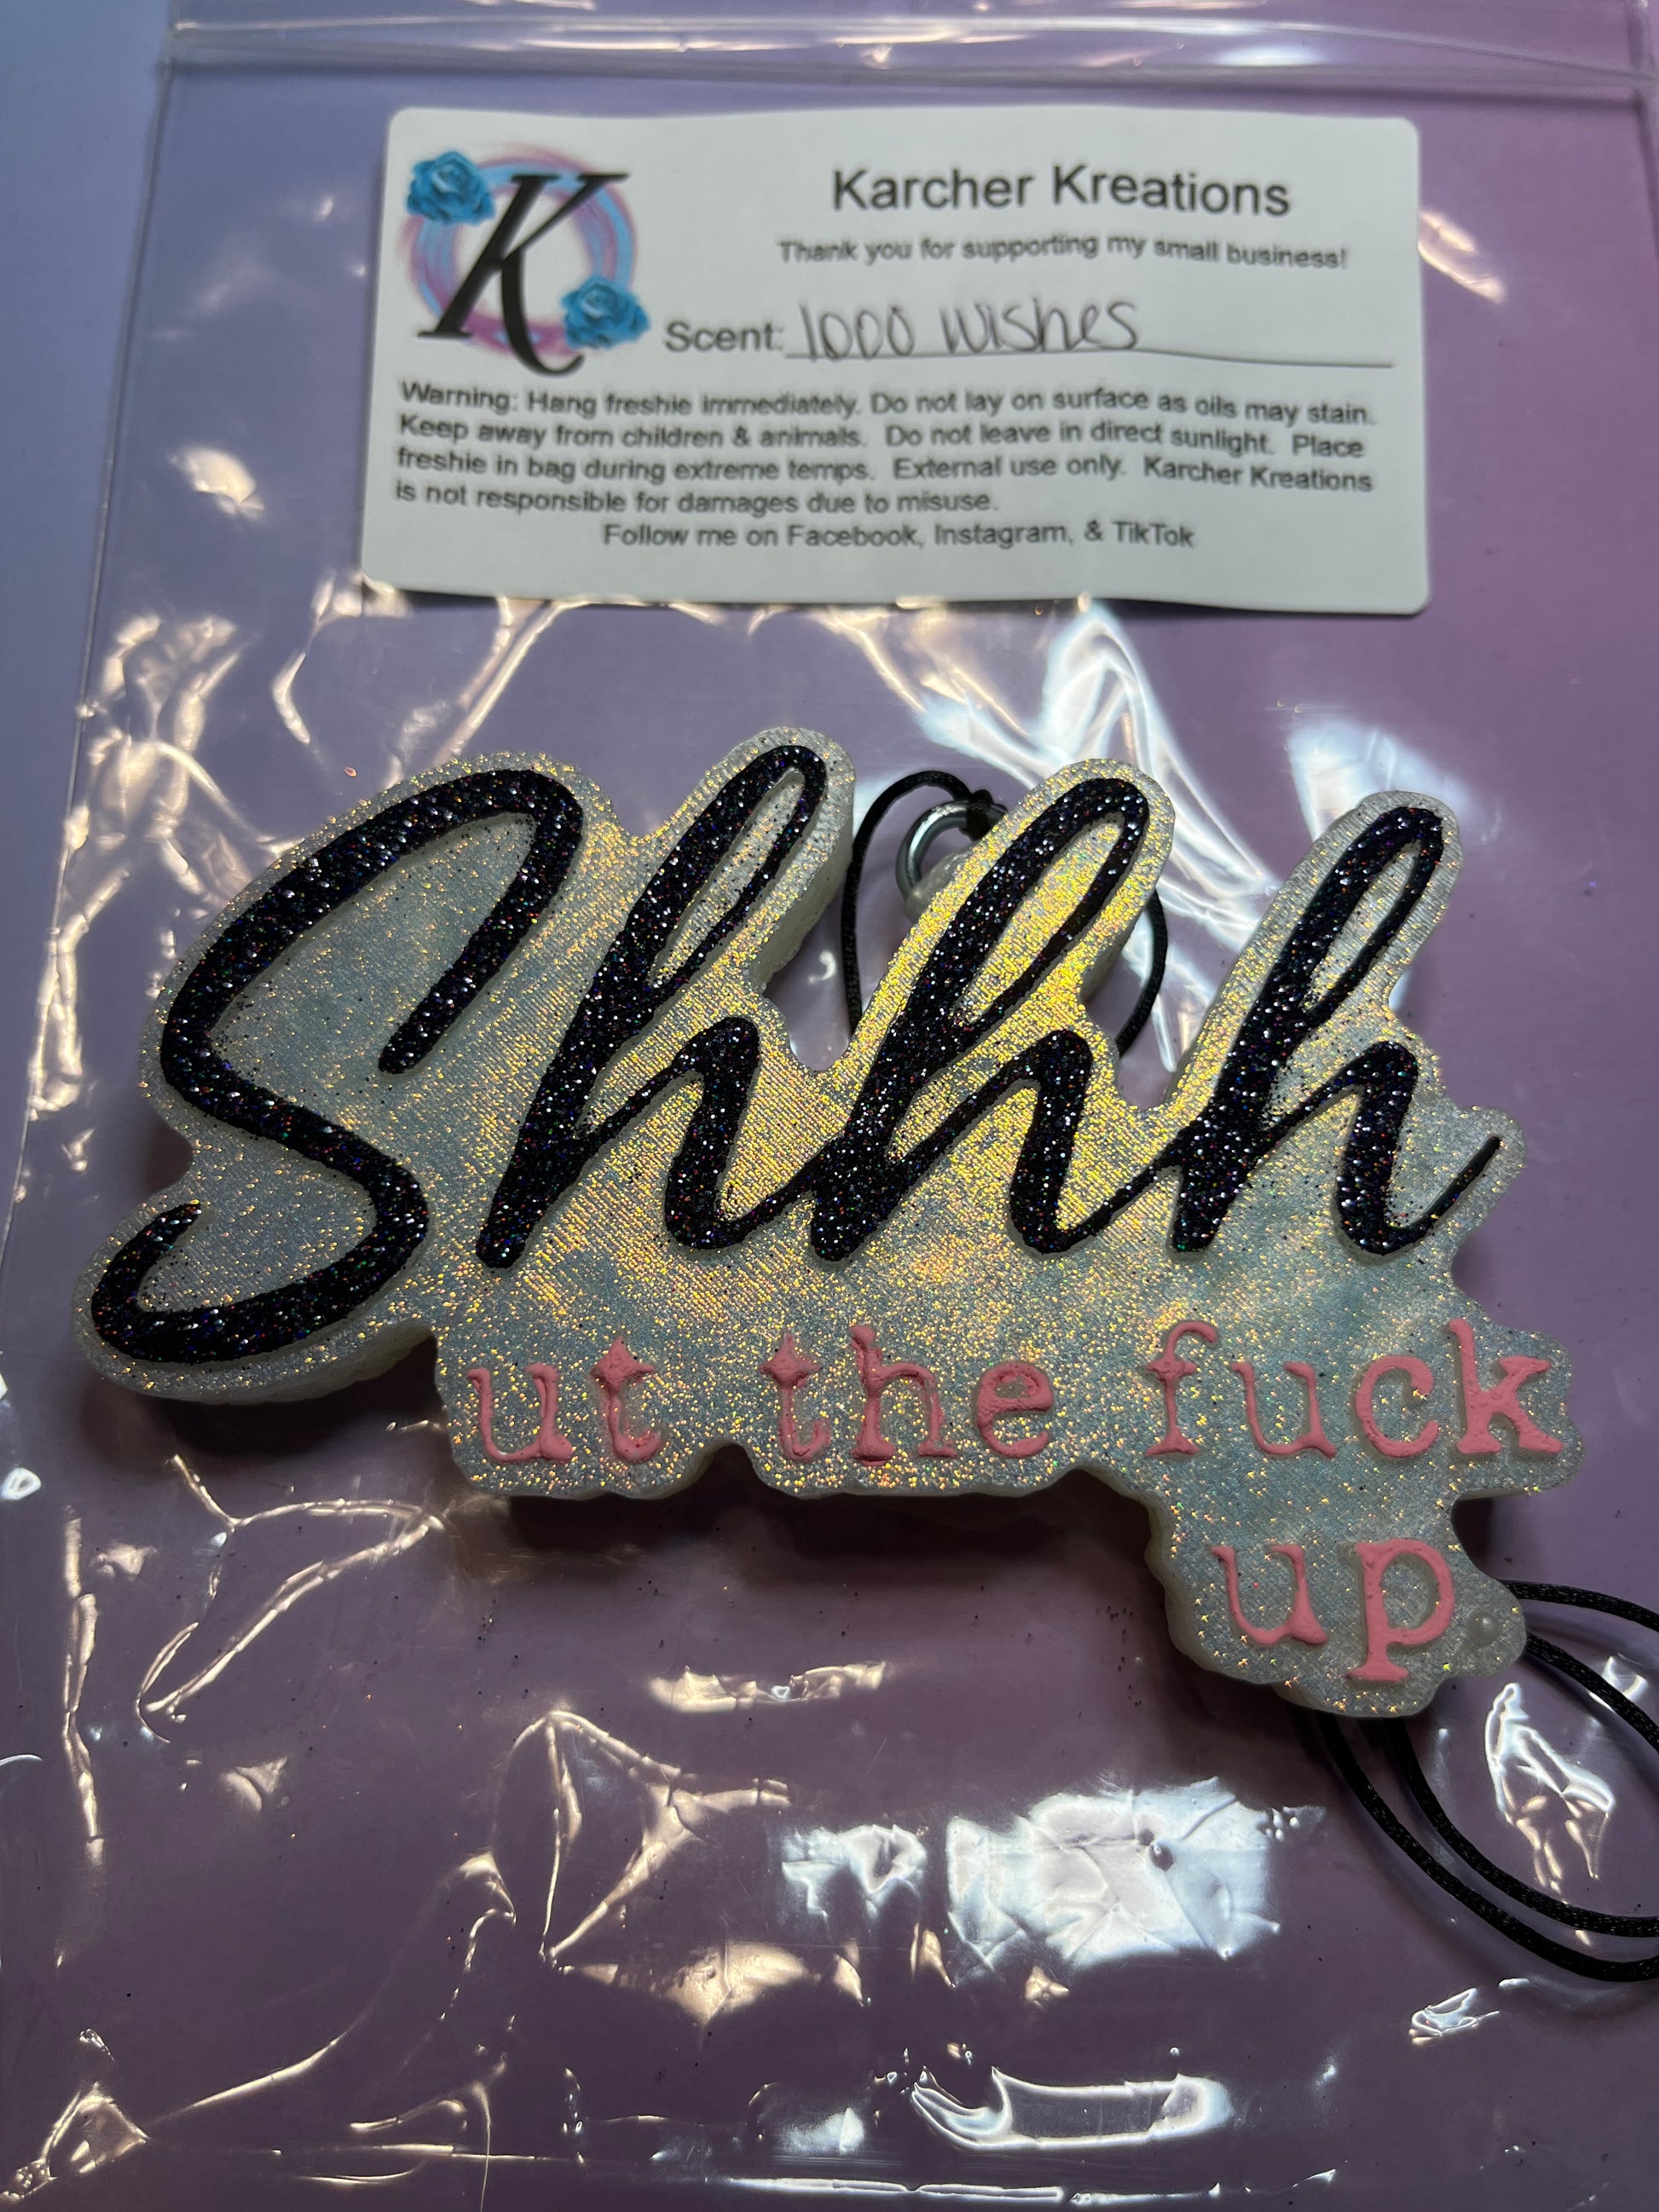 K
Karcher Kreations
Thank you for supporting my small business!
Scent: 1000 wishes
Warning: Hang freshie immediately. Do not lay on surface as oils may stain.
Keep away from children & animals. Do not leave in direct sunlight. Place
freshie in bag during extreme temps. External use only. Karcher Kreations
is not responsible for damages due to misuse.
Follow me on Facebook, Instagram, & TikTok
Shhh
ut the fuck
up.